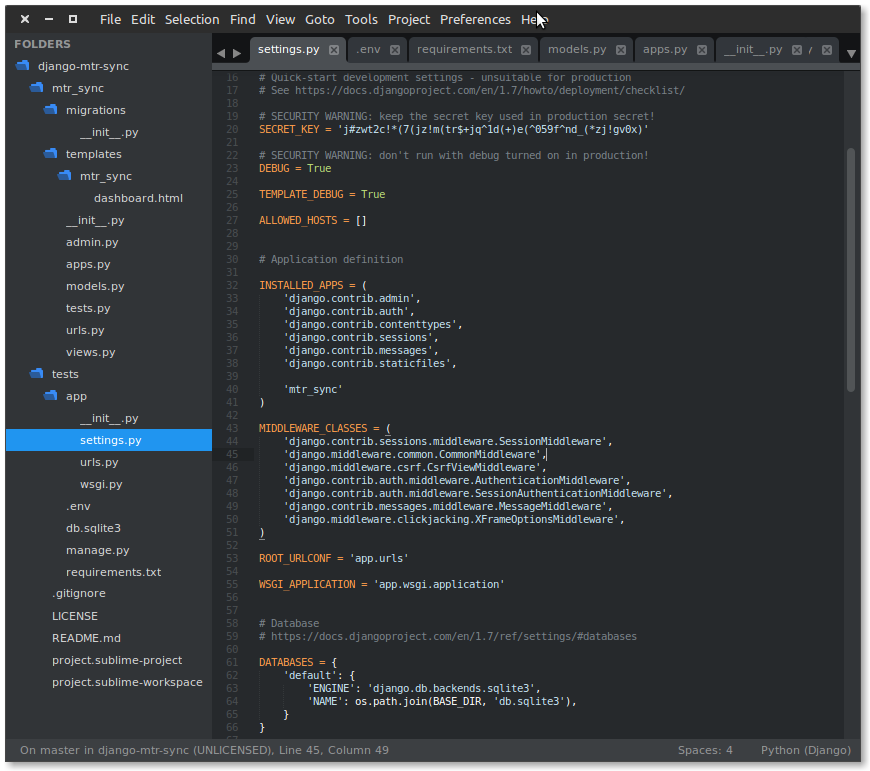 File Edit Selection Find View Goto Tools Project Preferences
FOLDERS
django-mtr-sync
mtr_sync
migrations
__init__.py
templates
mtr_sync
dashboard.html
__init__.py
admin.py
apps.py
models.py
tests.py
urls.py
views.py
tests
app
__init__.py
settings.py
urls.py
wsgi.py
.env
db.sqlite3
manage.py
requirements.txt
.gitignore
LICENSE
README.md
project.sublime-project
project.sublime-workspace
settings.py .env requirements.txt models.py apps.py __init__.py /
16 # Quick-start development settings - unsuitable for production
17 # See https://docs.djangoproject.com/en/1.7/howto/deployment/checklist/
18
19 # SECURITY WARNING: keep the secret key used in production secret!
20 SECRET_KEY = 'j#zwt2c!*(7(jz!m(tr$+jq^1d(+)e(^059f^nd_(*zj!gv0x)'
21
22 # SECURITY WARNING: don't run with debug turned on in production!
23 DEBUG = True
24
25 TEMPLATE_DEBUG = True
26
27 ALLOWED_HOSTS = []
28
29
30 # Application definition
31
32 INSTALLED_APPS = (
33     'django.contrib.admin',
34     'django.contrib.auth',
35     'django.contrib.contenttypes',
36     'django.contrib.sessions',
37     'django.contrib.messages',
38     'django.contrib.staticfiles',
39
40     'mtr_sync'
41 )
42
43 MIDDLEWARE_CLASSES = (
44     'django.contrib.sessions.middleware.SessionMiddleware',
45     'django.middleware.common.CommonMiddleware',
46     'django.middleware.csrf.CsrfViewMiddleware',
47     'django.contrib.auth.middleware.AuthenticationMiddleware',
48     'django.contrib.auth.middleware.SessionAuthenticationMiddleware',
49     'django.contrib.messages.middleware.MessageMiddleware',
50     'django.middleware.clickjacking.XFrameOptionsMiddleware',
51 )
52
53 ROOT_URLCONF = 'app.urls'
54
55 WSGI_APPLICATION = 'app.wsgi.application'
56
57
58 # Database
59 # https://docs.djangoproject.com/en/1.7/ref/settings/#databases
60
61 DATABASES = {
62     'default': {
63         'ENGINE': 'django.db.backends.sqlite3',
64         'NAME': os.path.join(BASE_DIR, 'db.sqlite3'),
65     }
66 }
On master in django-mtr-sync (UNLICENSED), Line 45, Column 49 Spaces: 4 Python (Django)